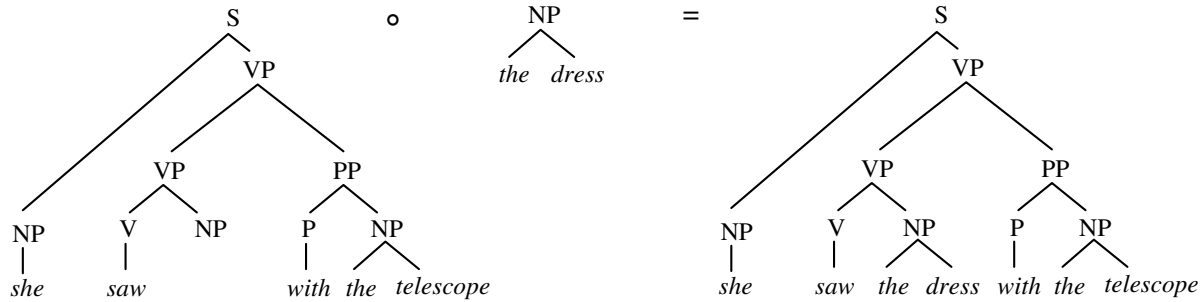 S ∘ NP = S
the dress
VP VP
VP PP VP PP
NP V NP P NP NP V NP P NP
she saw with the telescope she saw the dress with the telescope